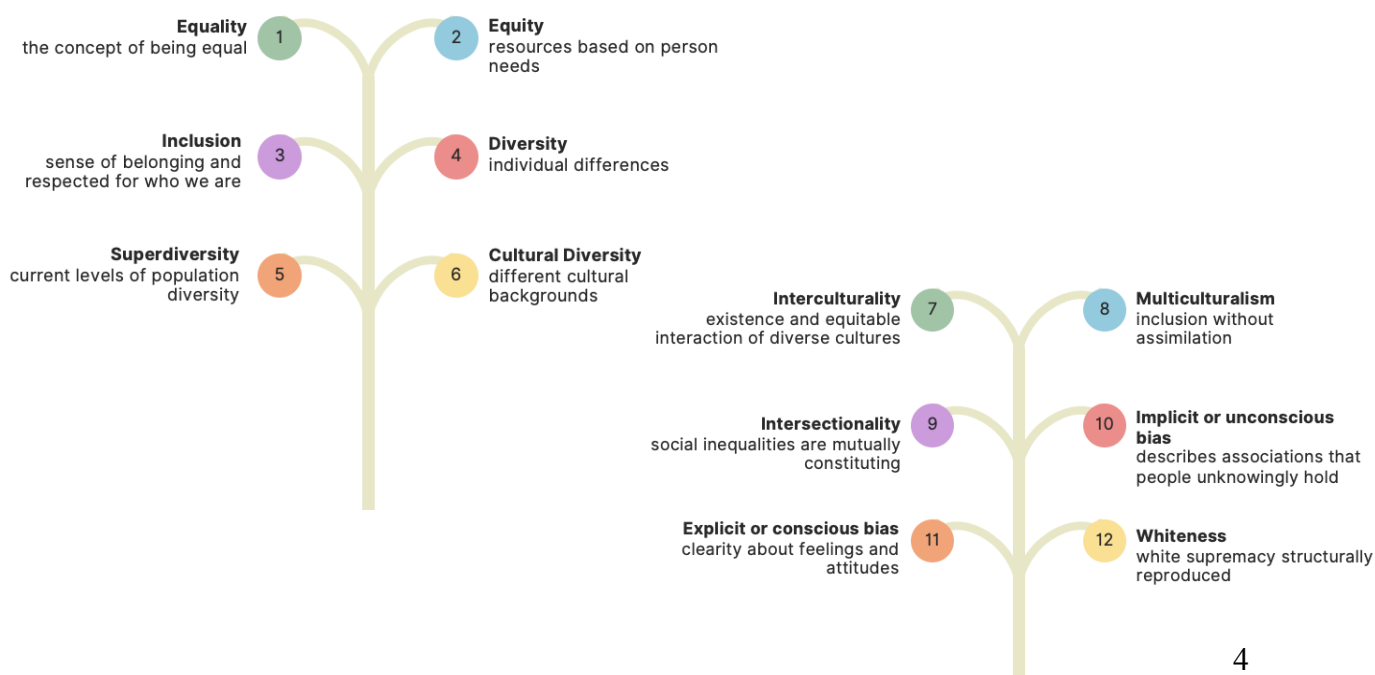 Equality
the concept of being equal
1
2
Equity
resources based on person
needs
Inclusion
sense of belonging and
respected for who we are
3
4
Diversity
individual differences
Superdiversity
current levels of population
diversity
5
6
Cultural Diversity
different cultural
backgrounds
Interculturality
existence and equitable
interaction of diverse cultures
7
8
Multiculturalism
inclusion without
assimilation
Intersectionality
social inequalities are mutually
constituting
9
10
Implicit or unconscious
bias
describes associations that
people unknowingly hold
Explicit or conscious bias
clearity about feelings and
attitudes
11
12
Whiteness
white supremacy structurally
reproduced
4